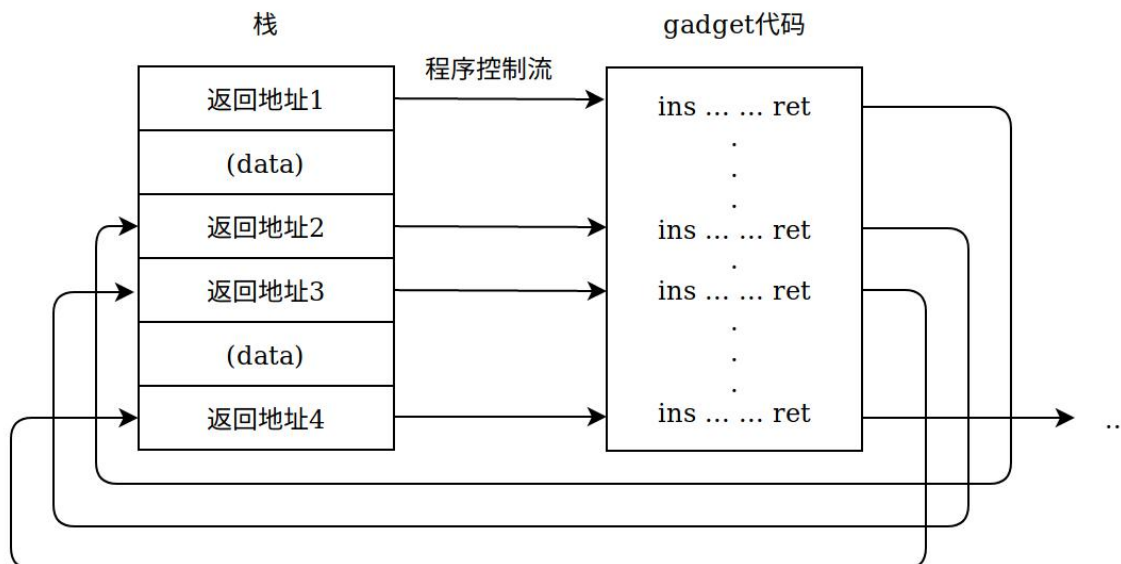 栈
gadget代码
程序控制流
返回地址1
(data)
返回地址2
返回地址3
(data)
返回地址4
ins ... ... ret
.
.
.
ins ... ... ret
.
ins ... ... ret
.
.
.
ins ... ... ret
..